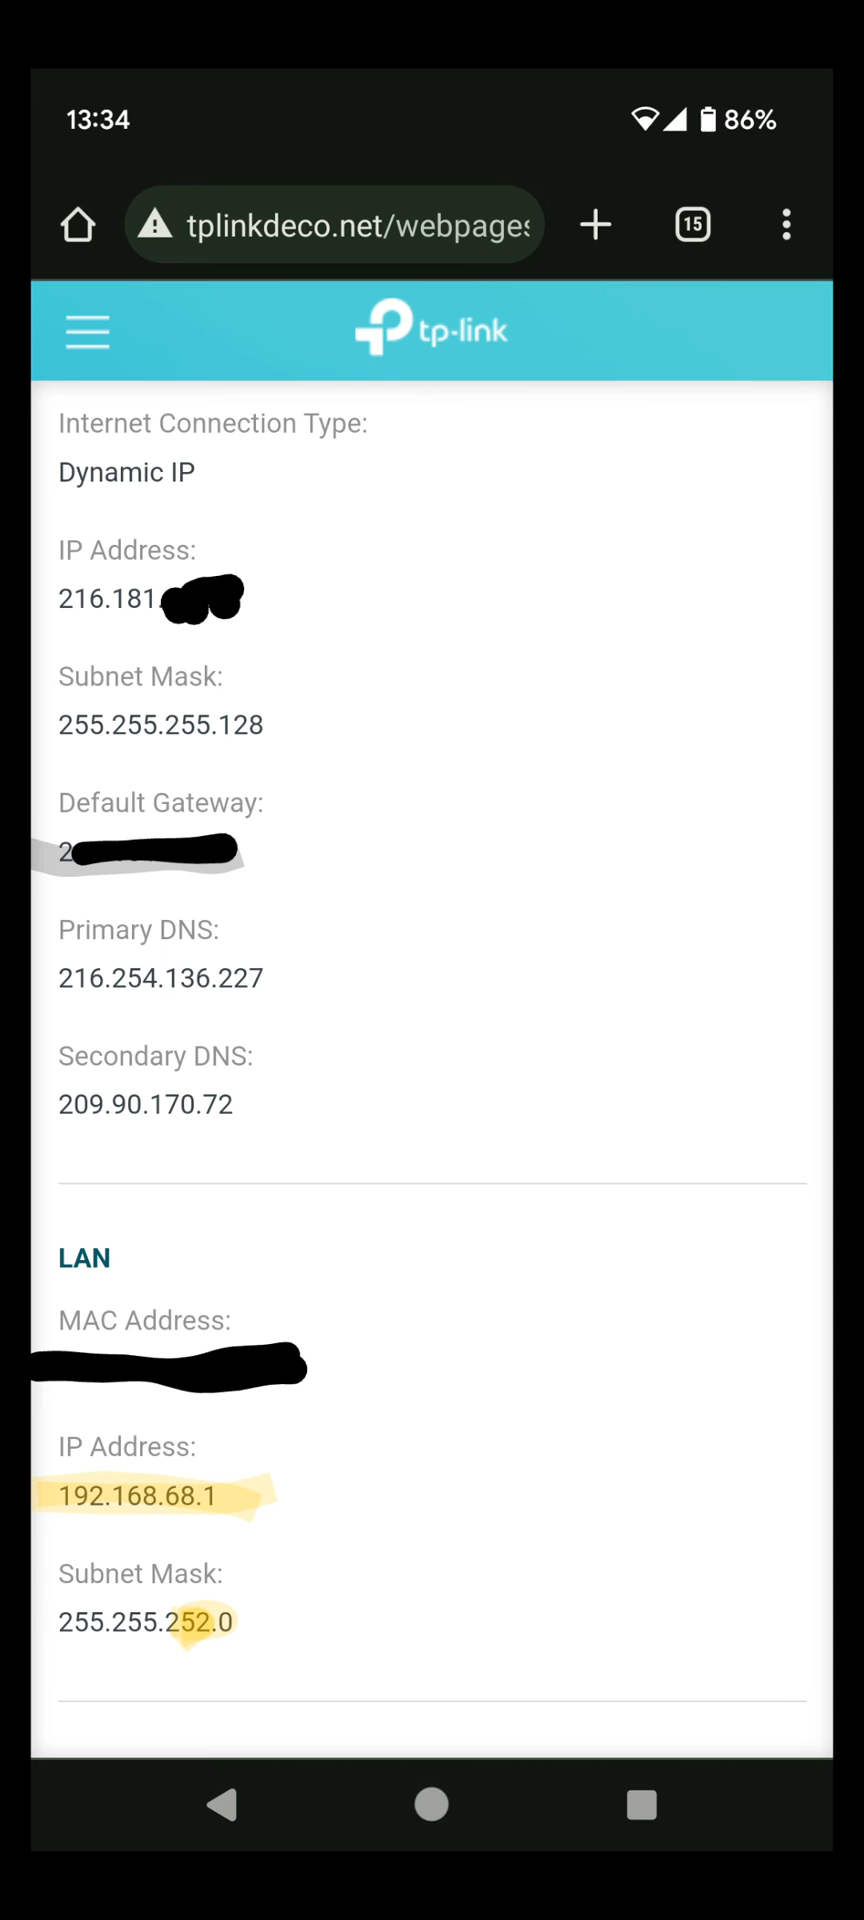 13:34
86%
tplinkdeco.net/webpages
15
tp-link
Internet Connection Type:
Dynamic IP
IP Address:
216.181.
Subnet Mask:
255.255.255.128
Default Gateway:
2
Primary DNS:
216.254.136.227
Secondary DNS:
209.90.170.72
LAN
MAC Address:
IP Address:
192.168.68.1
Subnet Mask:
255.255.252.0